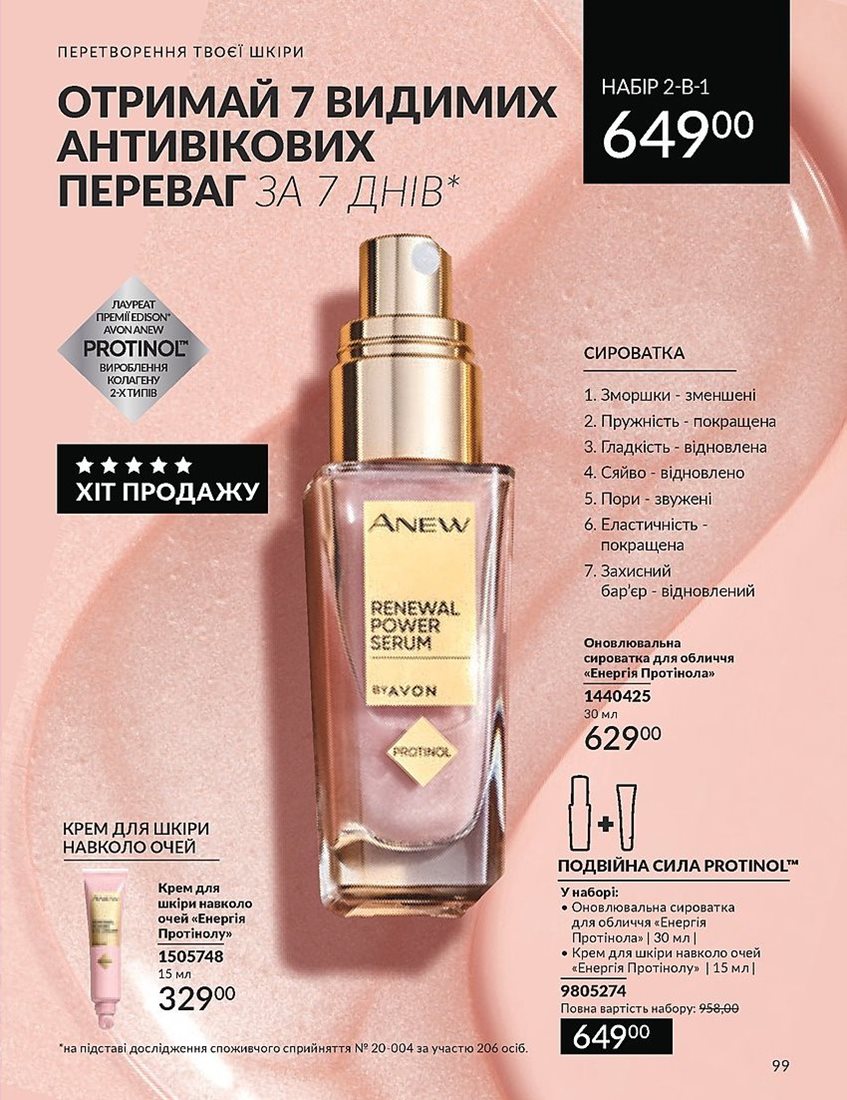 ПЕРЕТВОРЕННЯ ТВОЄЇ ШКІРИ
ОТРИМАЙ 7 ВИДИМИХ
АНТИВІКОВИХ
ПЕРЕВАГ ЗА 7 ДНІВ*
НАБІР 2-В-1
649⁰⁰
ЛАУРЕАТ
ПРЕМІЇ EDISON*
AVON ANEW
PROTINOL™
ВИРОБЛЕННЯ
КОЛАГЕНУ
2-Х ТИПІВ
ХІТ ПРОДАЖУ
ANEW
RENEWAL
POWER
SERUM
BY AVON
PROTINOL
СИРОВАТКА
1. Зморшки - зменшені
2. Пружність - покращена
3. Гладкість - відновлена
4. Сяйво - відновлено
5. Пори - звужені
6. Еластичність -
покращена
7. Захисний
бар'єр - відновлений
Оновлювальна
сироватка для обличчя
«Енергія Протінола»
1440425
30 мл
629⁰⁰
+
ПОДВІЙНА СИЛА PROTINOL™
У наборі:
• Оновлювальна сироватка
для обличчя «Енергія
Протінола» | 30 мл |
• Крем для шкіри навколо очей
«Енергія Протінолу» | 15 мл |
9805274
Повна вартість набору: 958,00
649⁰⁰
КРЕМ ДЛЯ ШКІРИ
НАВКОЛО ОЧЕЙ
Крем для
шкіри навколо
очей «Енергія
Протінолу»
1505748
15 мл
329⁰⁰
*на підставі дослідження споживчого сприйняття № 20-004 за участю 206 осіб.
99